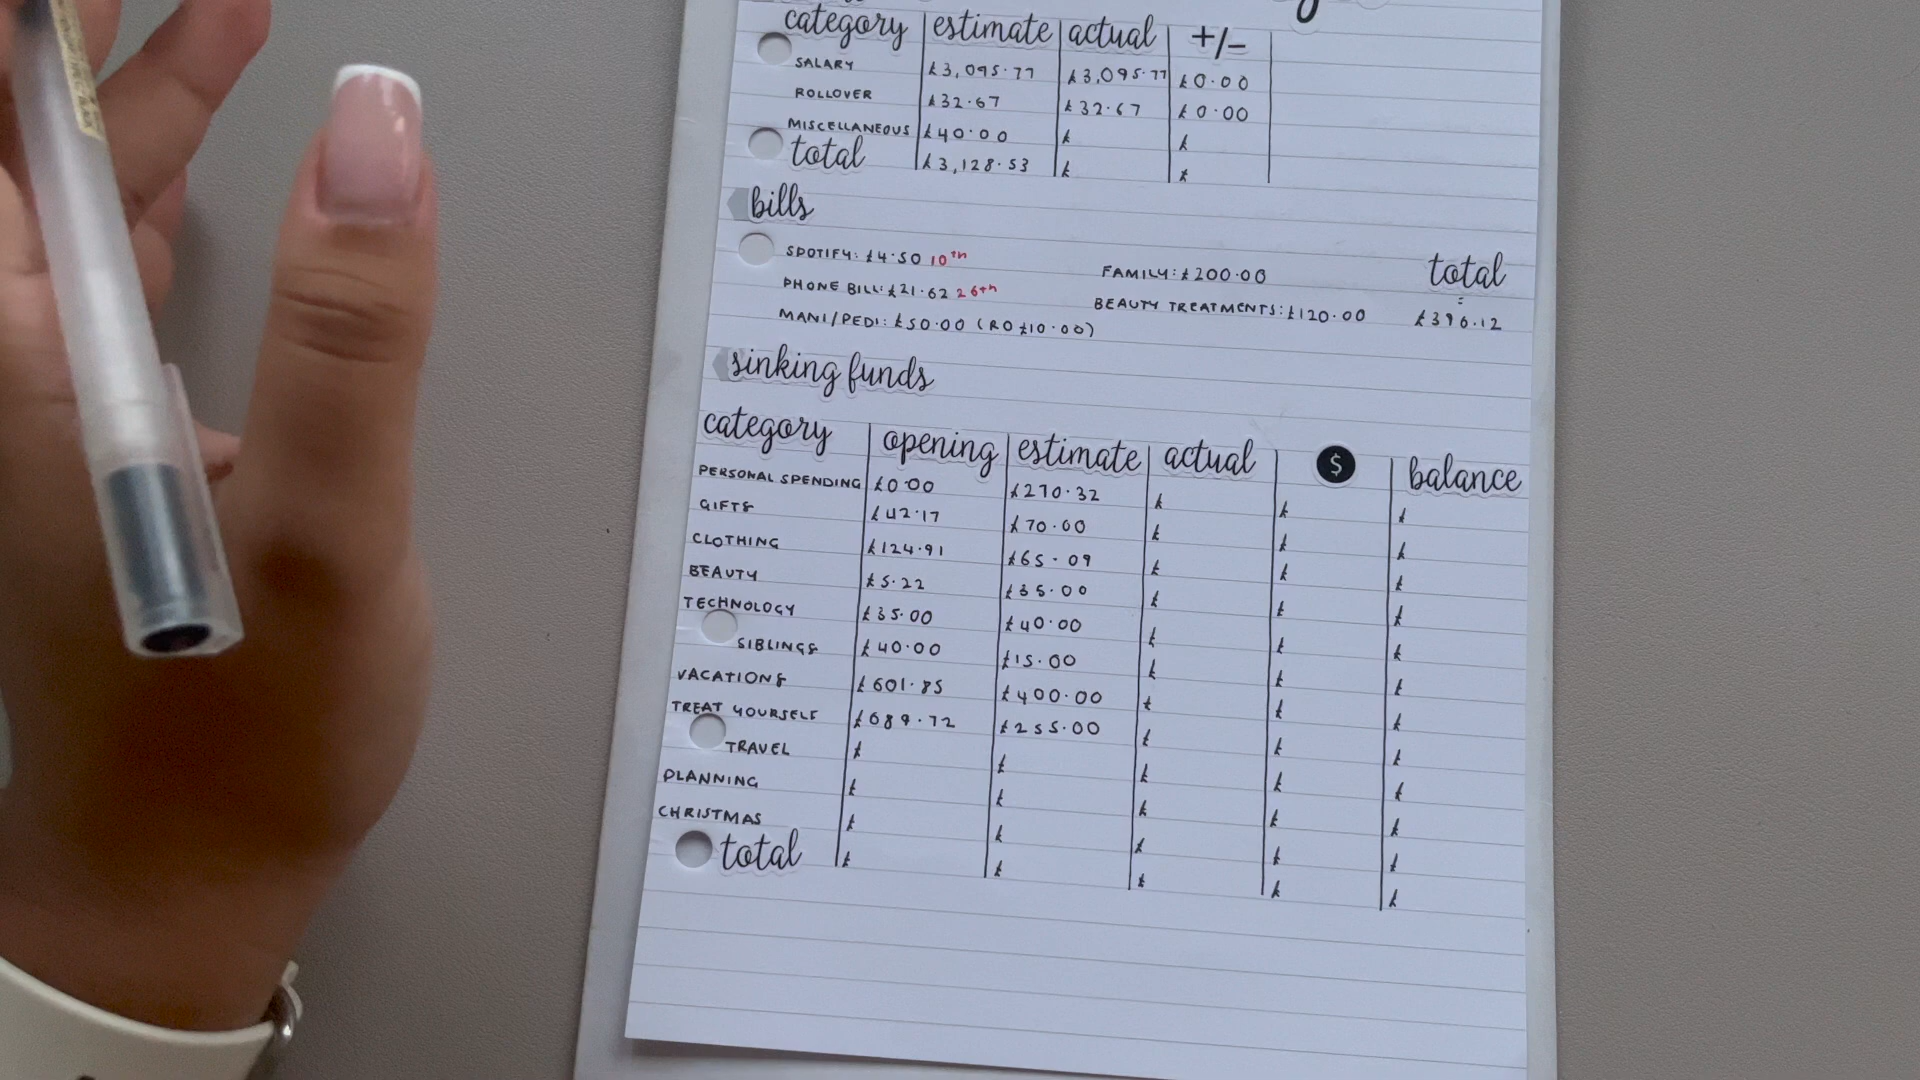 category estimate actual +/-
SALARY £3,095.77 £3,095.77 £0.00
ROLLOVER £32.67 £32.67 £0.00
MISCELLANEOUS £40.00 £ £
total £3,128.53 £ £
bills
SPOTIFY: £4.50 10th
PHONE BILL: £21.62 26th
MANI/PEDI: £50.00 (RO £10.00)
FAMILY: £200.00
BEAUTY TREATMENTS: £120.00
total
:
£396.12
sinking funds
category opening estimate actual $ balance
PERSONAL SPENDING £0.00 £270.32 £ £ £
GIFTS £42.17 £70.00 £ £ £
CLOTHING £124.91 £65.09 £ £ £
BEAUTY £5.22 £35.00 £ £ £
TECHNOLOGY £35.00 £40.00 £ £ £
SIBLINGS £40.00 £15.00 £ £ £
VACATIONS £601.85 £400.00 £ £ £
TREAT YOURSELF £689.72 £255.00 £ £ £
TRAVEL £ £ £ £ £
PLANNING £ £ £ £ £
CHRISTMAS £ £ £ £ £
total £ £ £ £ £